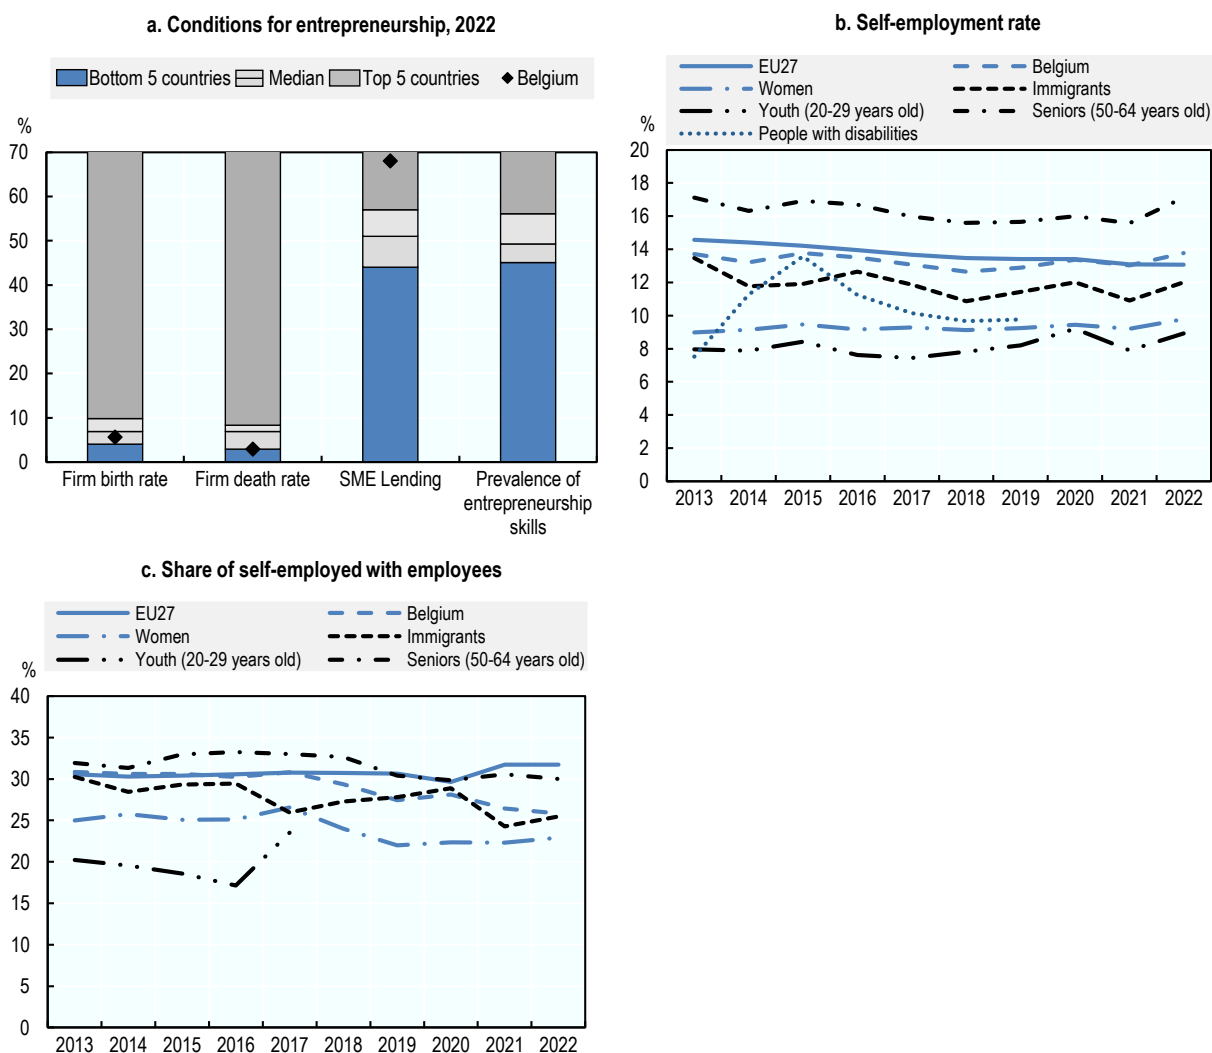 a. Conditions for entrepreneurship, 2022
Bottom 5 countries Median Top 5 countries Belgium
%
70
60
50
40
30
20
10
0
Firm birth rate Firm death rate SME Lending Prevalence of
entrepreneurship
skills
b. Self-employment rate
EU27 Belgium
Women Immigrants
Youth (20-29 years old) Seniors (50-64 years old)
People with disabilities
%
20
18
16
14
12
10
8
6
4
2
0
2013 2014 2015 2016 2017 2018 2019 2020 2021 2022
c. Share of self-employed with employees
EU27 Belgium
Women Immigrants
Youth (20-29 years old) Seniors (50-64 years old)
%
40
35
30
25
20
15
10
5
0
2013 2014 2015 2016 2017 2018 2019 2020 2021 2022